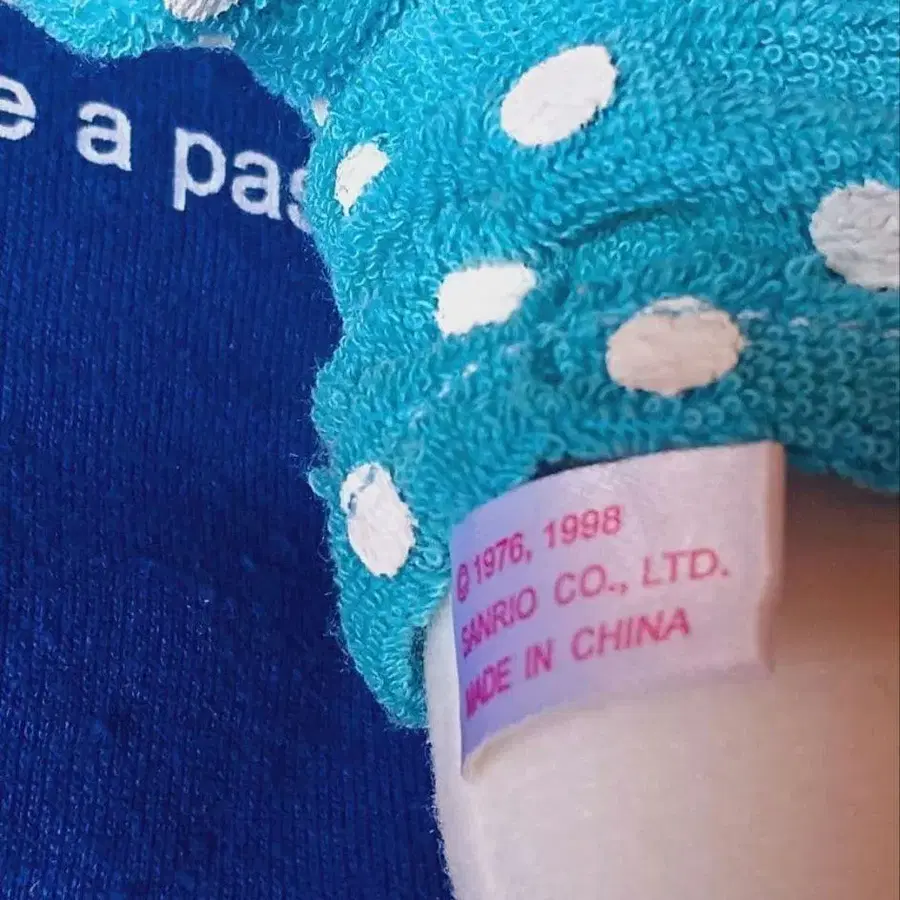 e a pas
© 1976, 1998
SANRIO CO., LTD.
MADE IN CHINA